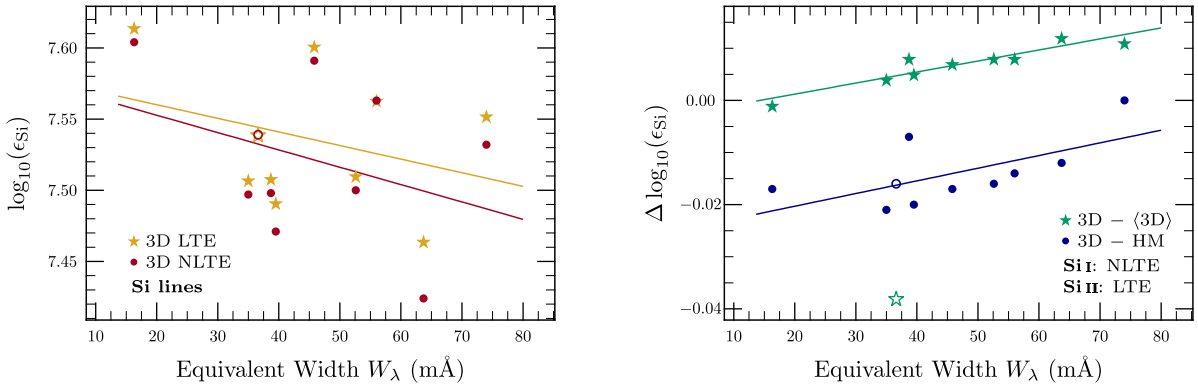 log₁₀(ϵSi)
7.60
7.55
7.50
7.45
3D LTE
3D NLTE
Si lines
10 20 30 40 50 60 70 80
Equivalent Width Wλ (mÅ)
Δ log₁₀(ϵSi)
0.00
−0.02
−0.04
3D − ⟨3D⟩
3D − HM
Si I: NLTE
Si II: LTE
10 20 30 40 50 60 70 80
Equivalent Width Wλ (mÅ)